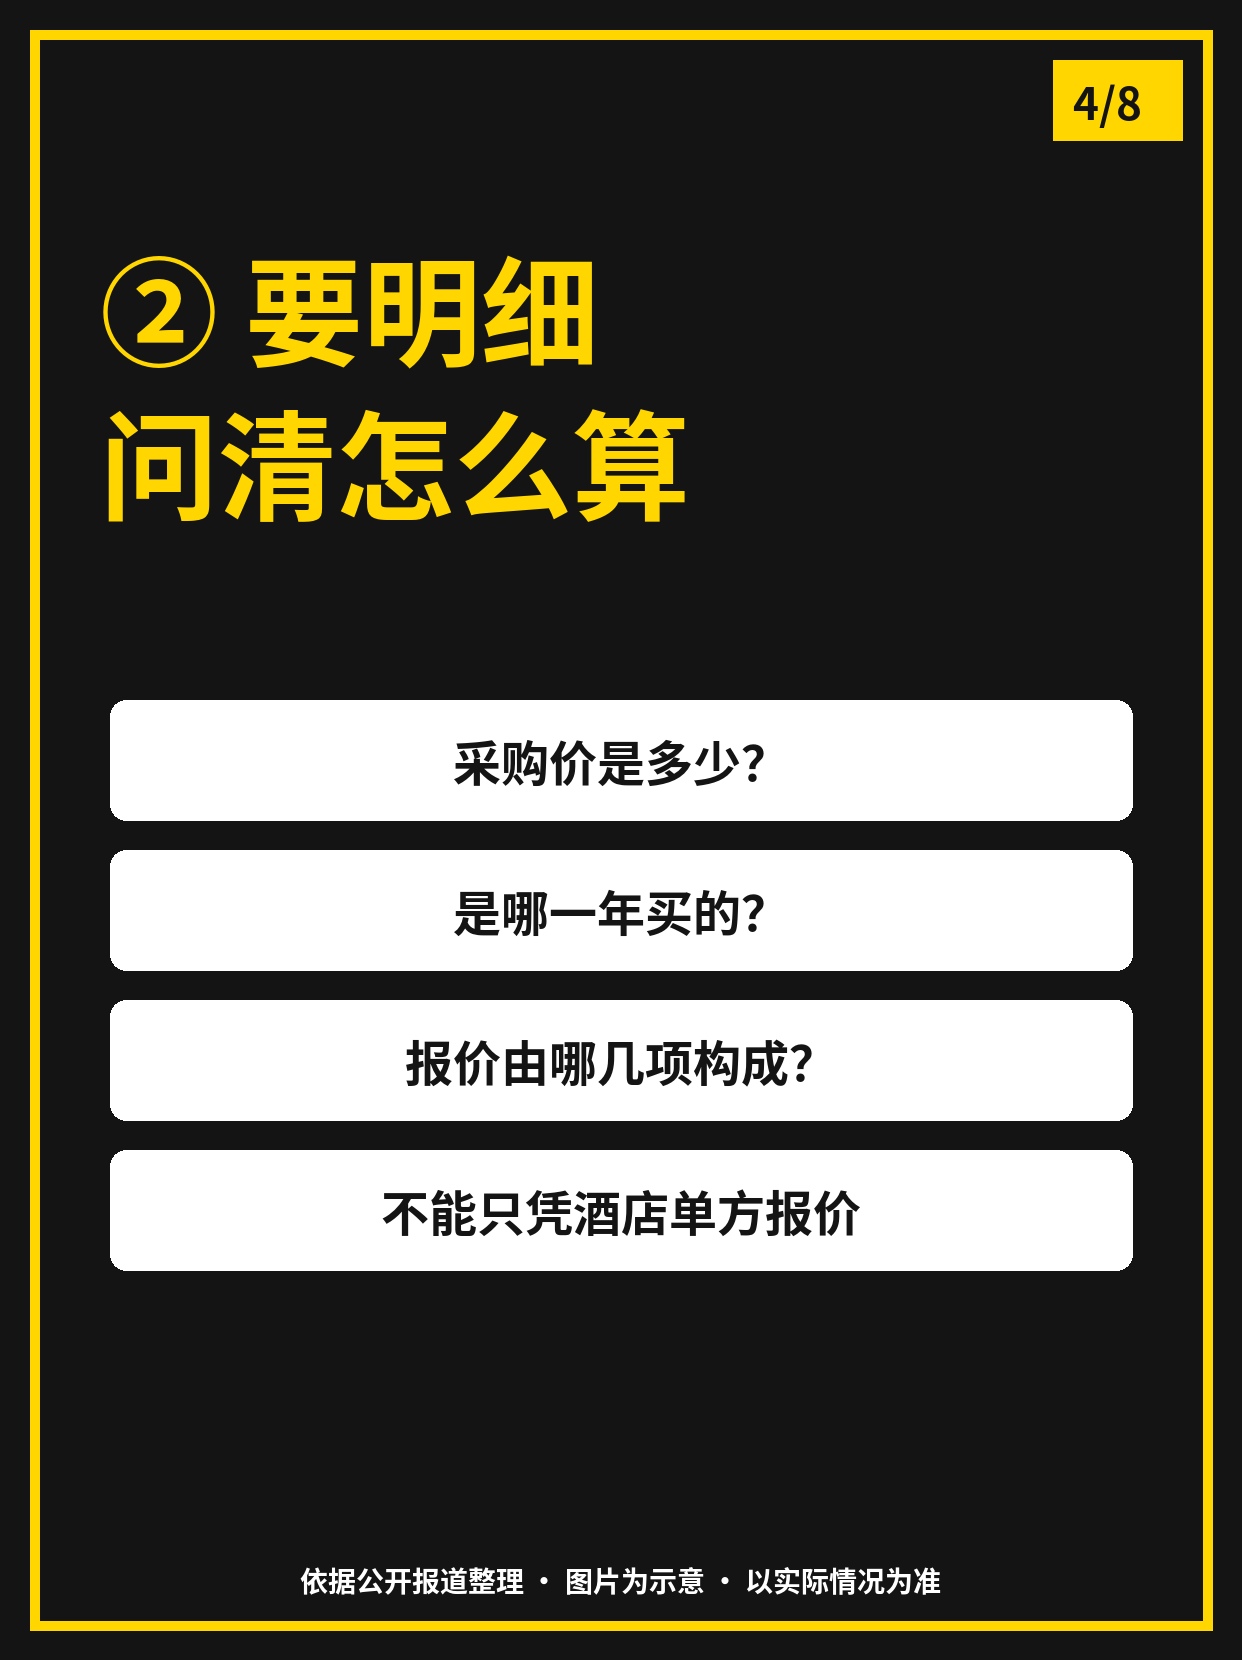 4/8
② 要明细
问清怎么算
采购价是多少？
是哪一年买的？
报价由哪几项构成？
不能只凭酒店单方报价
依据公开报道整理 · 图片为示意 · 以实际情况为准